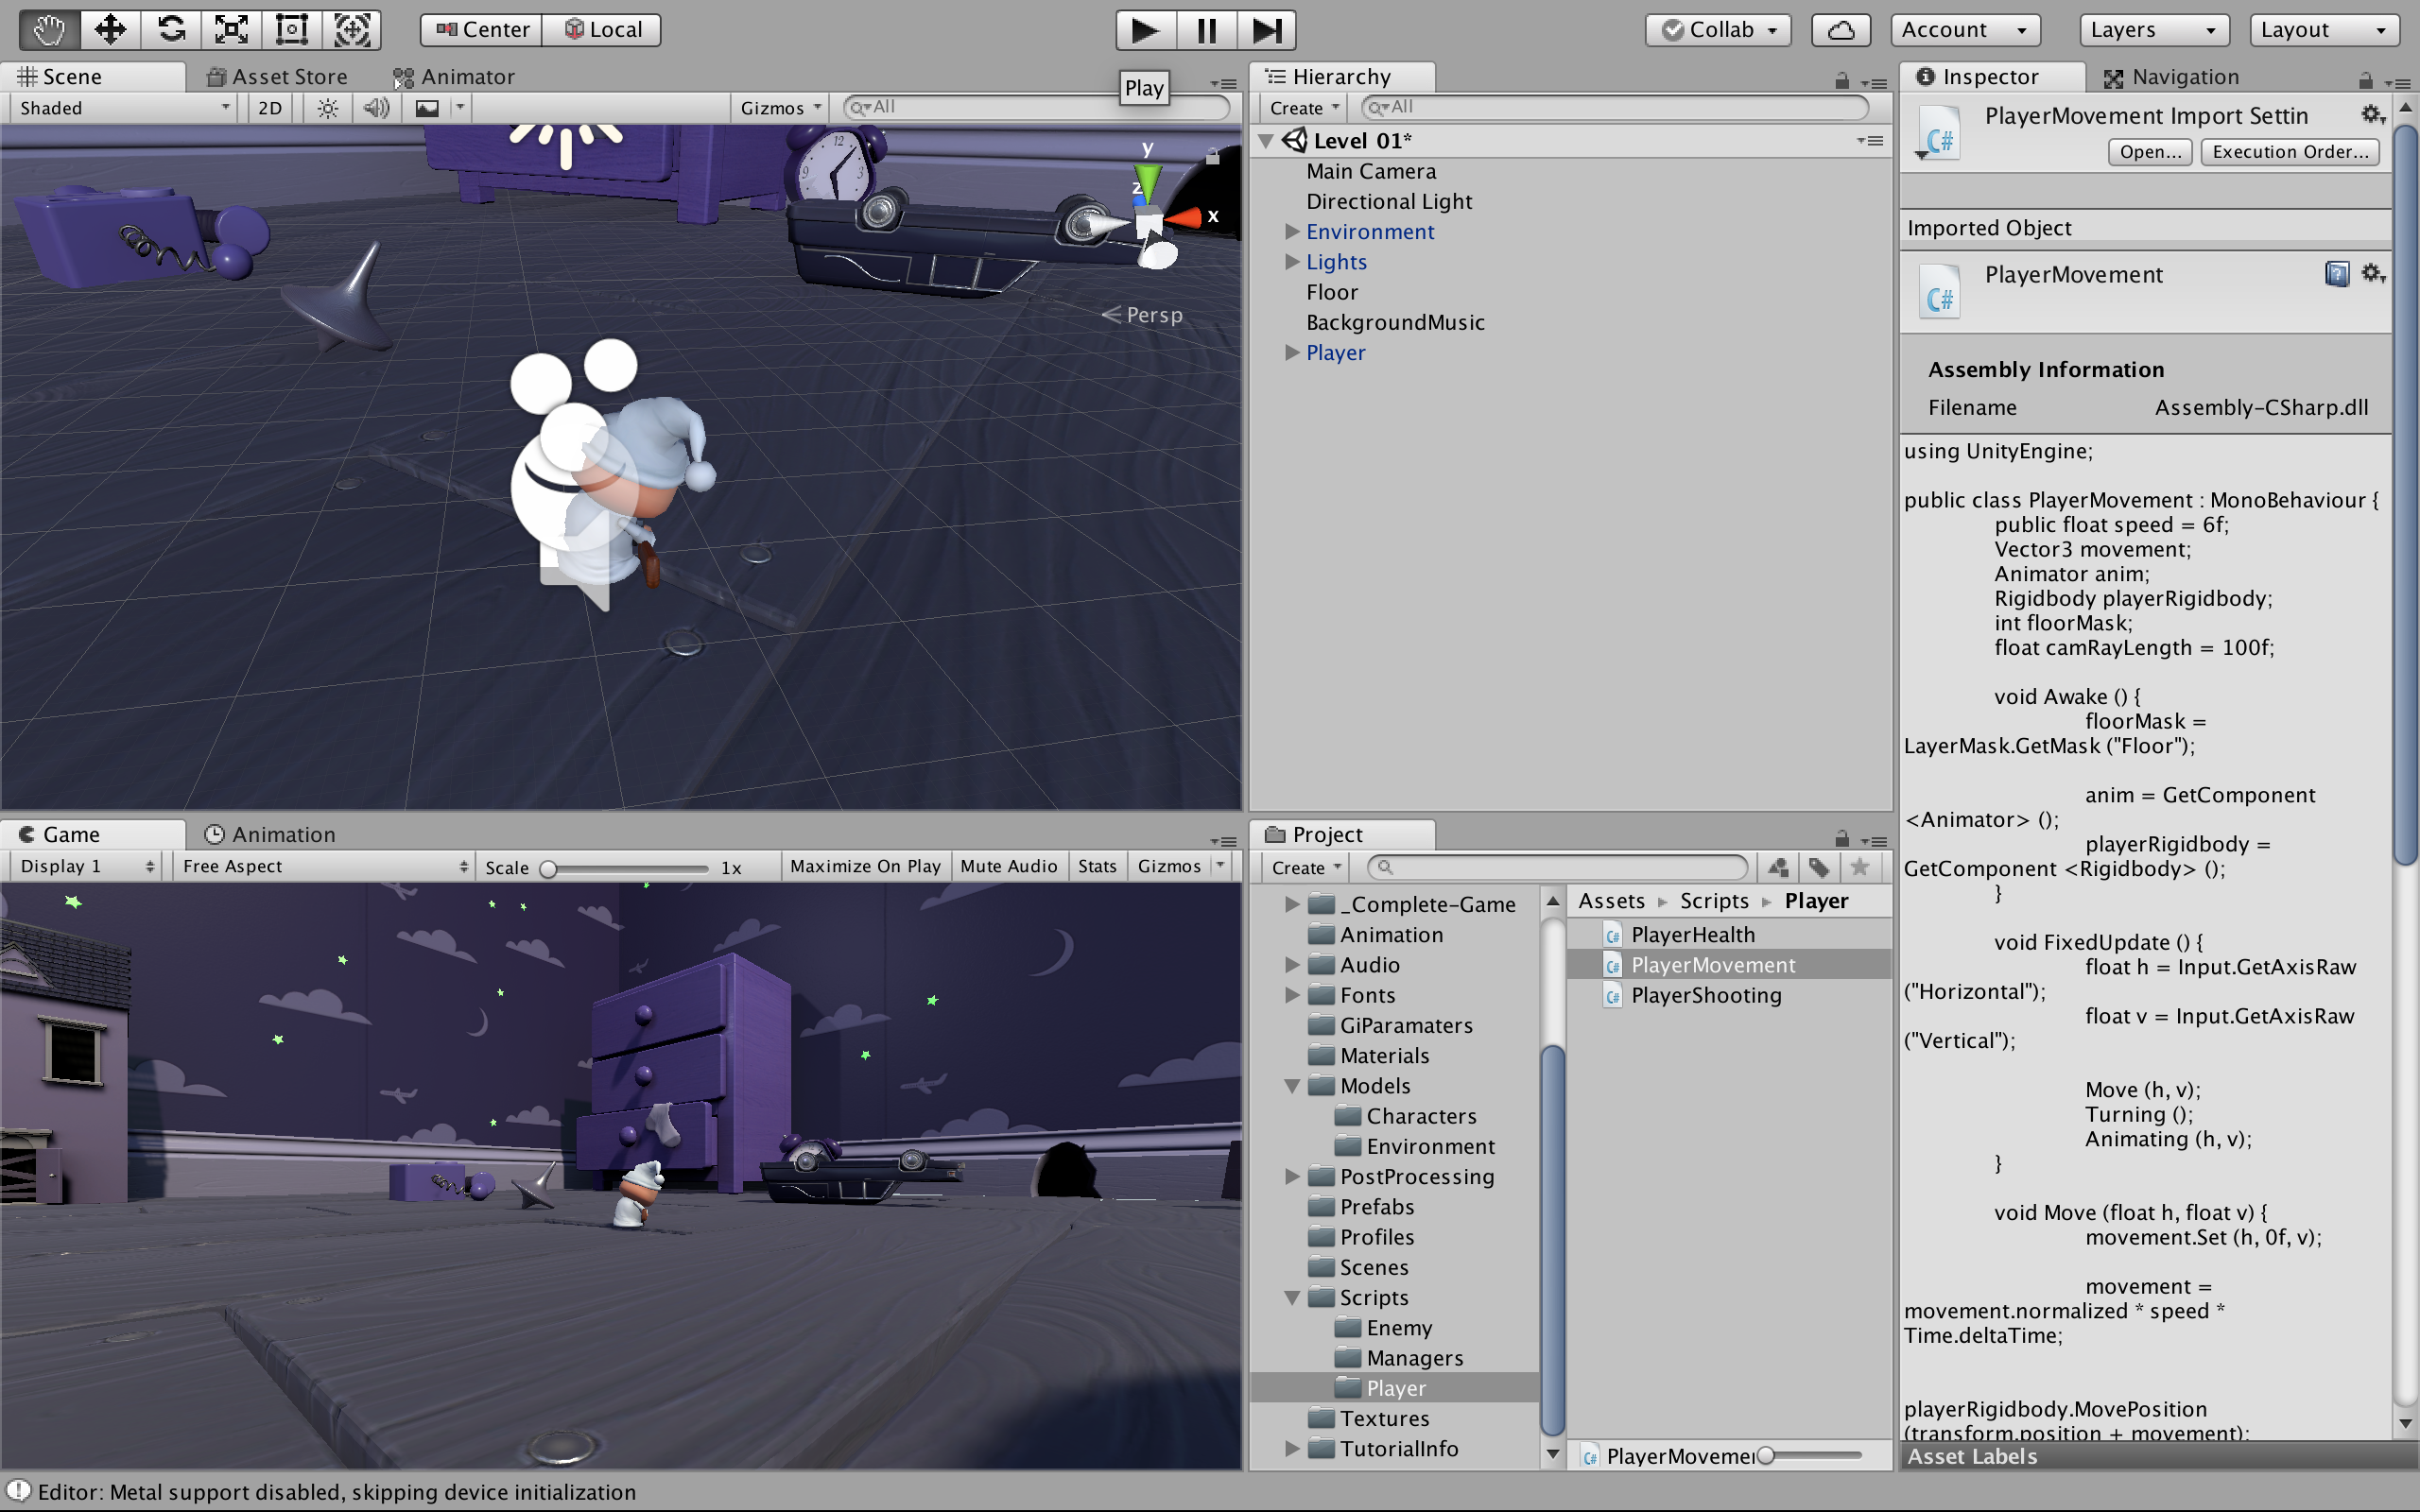 Center
Local
Collab
Account
Layers
Layout
Play
Scene
Asset Store
Animator
Shaded
2D
Gizmos
All
y
z
x
Persp
12
3
9
Hierarchy
Create
All
Level 01*
Main Camera
Directional Light
Environment
Lights
Floor
BackgroundMusic
Player
Game
Animation
Display 1
Free Aspect
Scale
1x
Maximize On Play
Mute Audio
Stats
Gizmos
Project
Create
_Complete-Game
Animation
Audio
Fonts
GiParamaters
Materials
Models
Characters
Environment
PostProcessing
Prefabs
Profiles
Scenes
Scripts
Enemy
Managers
Player
Textures
TutorialInfo
Assets Scripts Player
C# PlayerHealth
C# PlayerMovement
C# PlayerShooting
C# PlayerMovemen
Inspector
Navigation
C#
PlayerMovement Import Settin
Open...
Execution Order...
Imported Object
C#
PlayerMovement
Assembly Information
Filename Assembly-CSharp.dll
using UnityEngine;
public class PlayerMovement : MonoBehaviour {
public float speed = 6f;
Vector3 movement;
Animator anim;
Rigidbody playerRigidbody;
int floorMask;
float camRayLength = 100f;
void Awake () {
floorMask =
LayerMask.GetMask ("Floor");
anim = GetComponent
<Animator> ();
playerRigidbody =
GetComponent <Rigidbody> ();
}
void FixedUpdate () {
float h = Input.GetAxisRaw
("Horizontal");
float v = Input.GetAxisRaw
("Vertical");
Move (h, v);
Turning ();
Animating (h, v);
}
void Move (float h, float v) {
movement.Set (h, 0f, v);
movement =
movement.normalized * speed *
Time.deltaTime;
playerRigidbody.MovePosition
(transform.position + movement);
Asset Labels
Editor: Metal support disabled, skipping device initialization